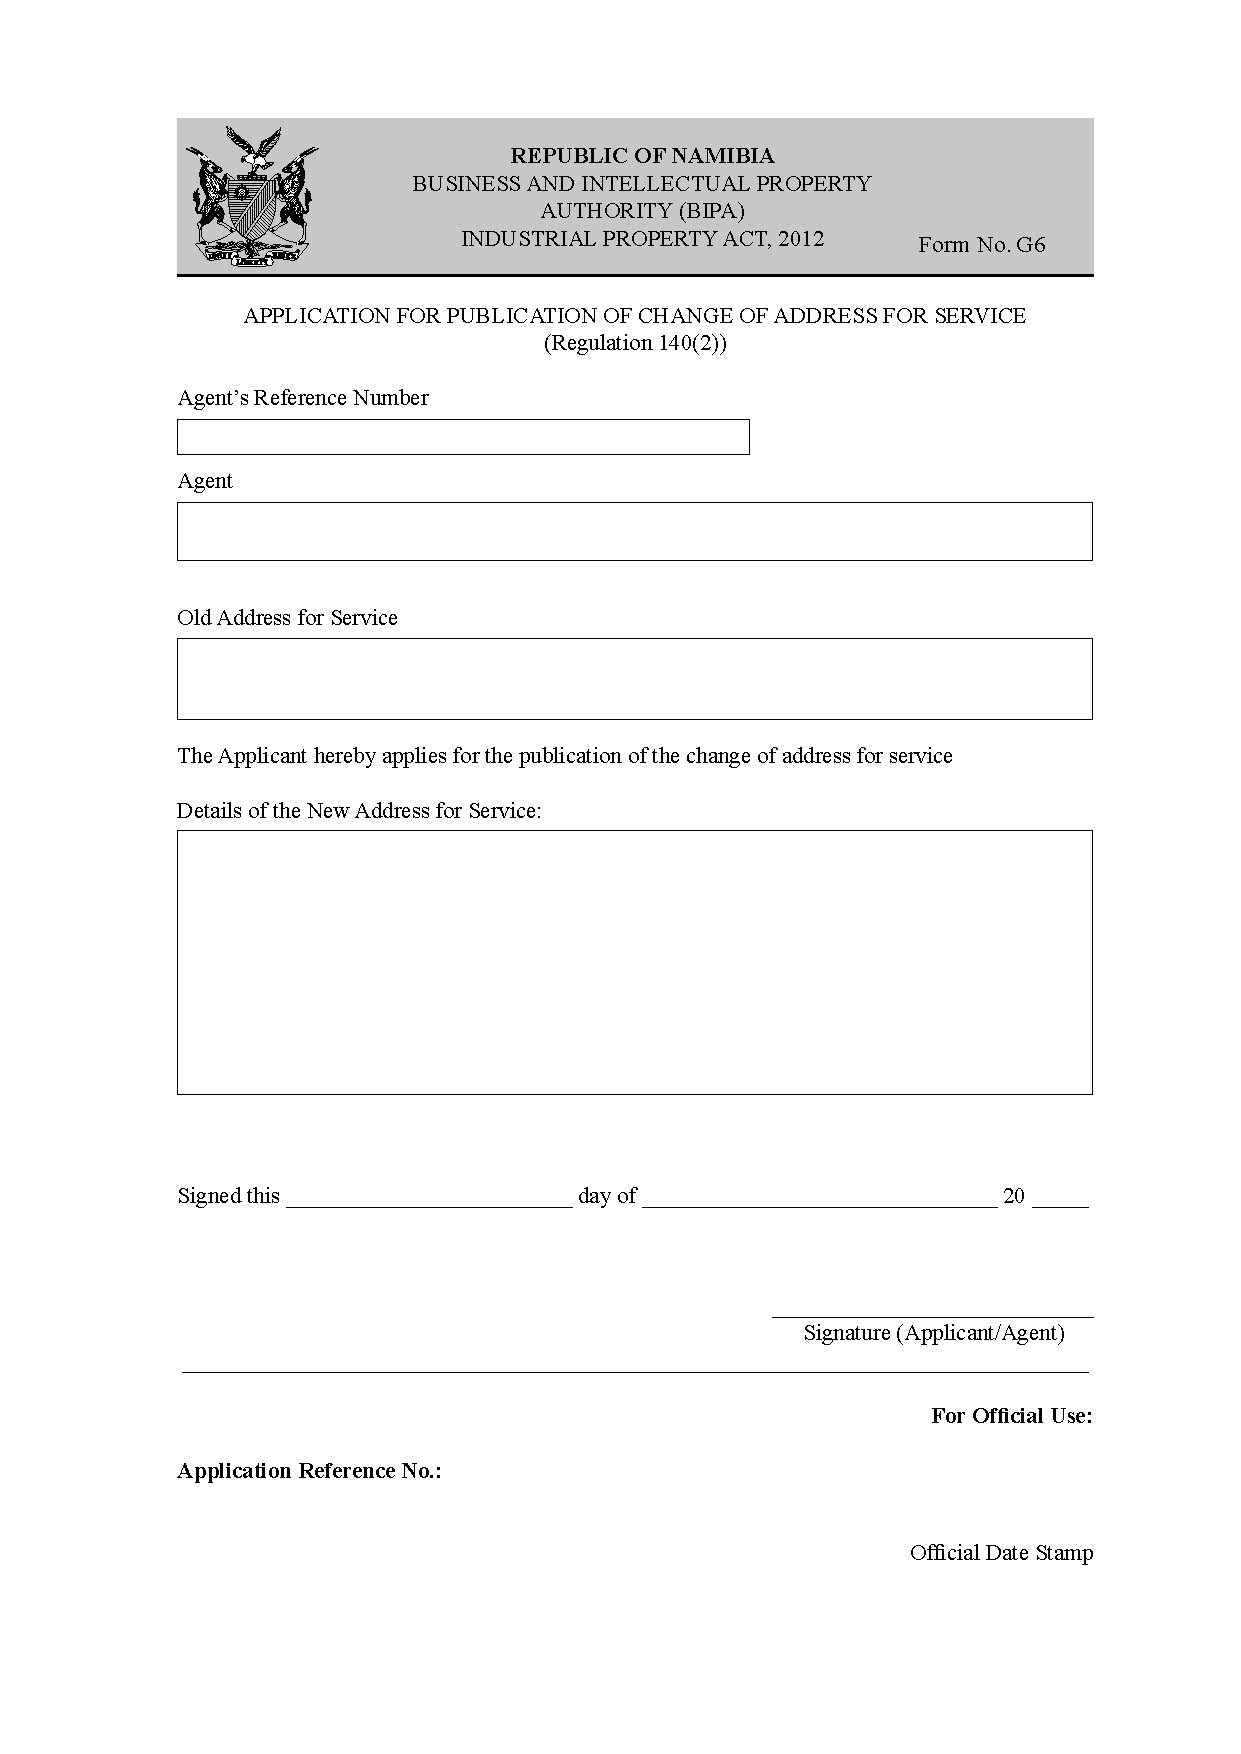 REPUBLIC OF NAMIBIA
BUSINESS AND INTELLECTUAL PROPERTY
AUTHORITY (BIPA)
INDUSTRIAL PROPERTY ACT, 2012
Form No. G6
APPLICATION FOR PUBLICATION OF CHANGE OF ADDRESS FOR SERVICE
(Regulation 140(2))
Agent’s Reference Number
Agent
Old Address for Service
The Applicant hereby applies for the publication of the change of address for service
Details of the New Address for Service:
Signed this _________________________ day of _______________________________ 20 _____
____________________________
Signature (Applicant/Agent)
For Official Use:
Application Reference No.:
Official Date Stamp